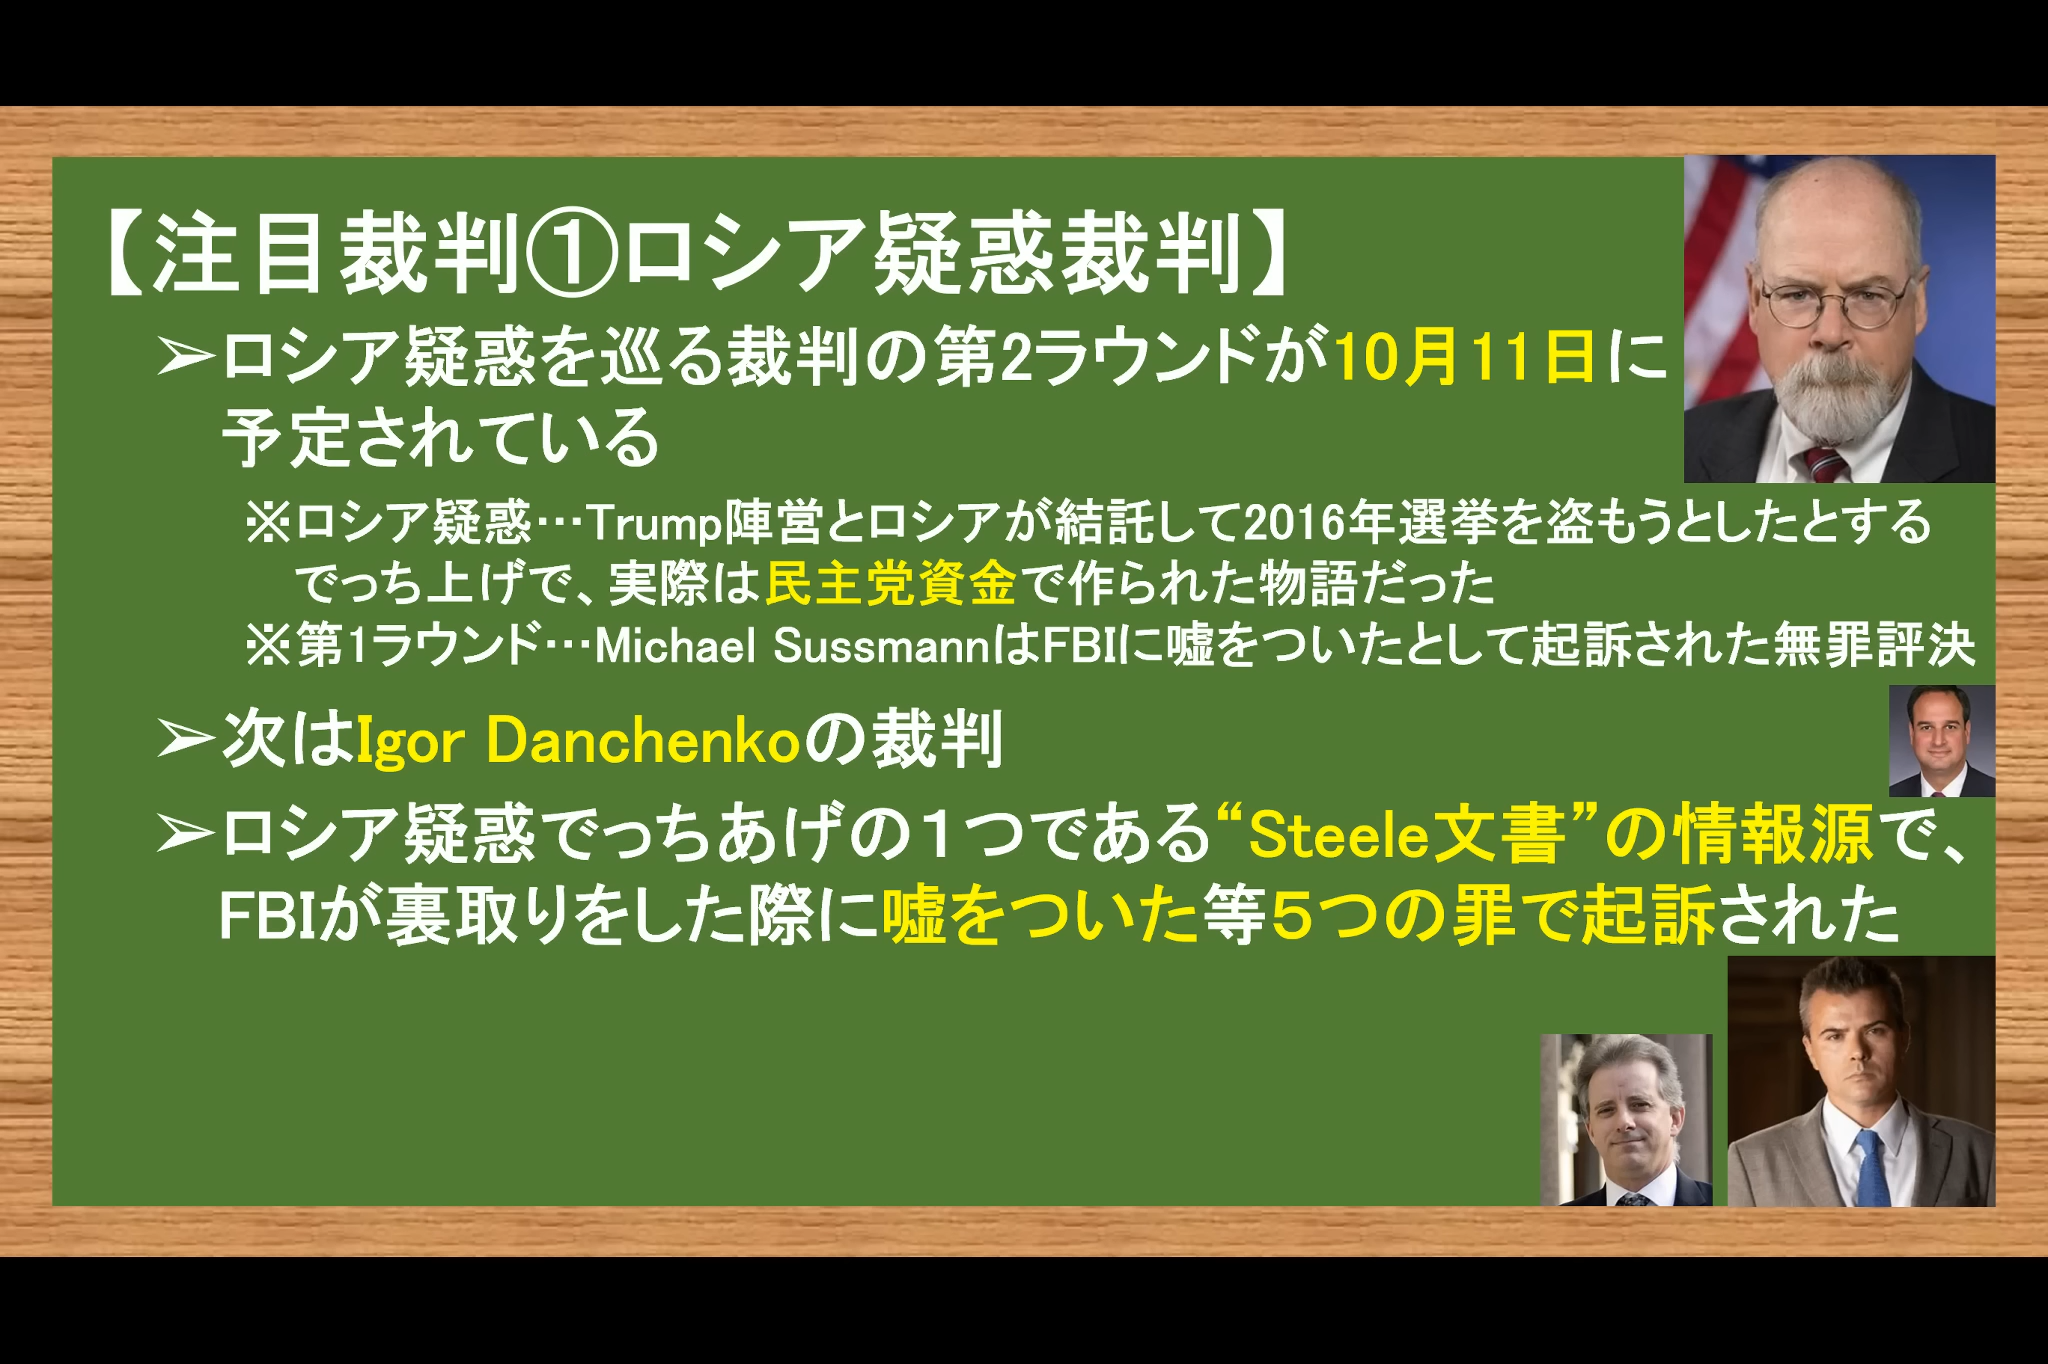 【注目裁判①ロシア疑惑裁判】
➢ロシア疑惑を巡る裁判の第2ラウンドが10月11日に
予定されている
※ロシア疑惑…Trump陣営とロシアが結託して2016年選挙を盗もうとしたとする
でっち上げで、実際は民主党資金で作られた物語だった
※第1ラウンド…Michael SussmannはFBIに嘘をついたとして起訴された無罪評決
➢次はIgor Danchenkoの裁判
➢ロシア疑惑でっちあげの１つである“Steele文書”の情報源で、
FBIが裏取りをした際に嘘をついた等５つの罪で起訴された